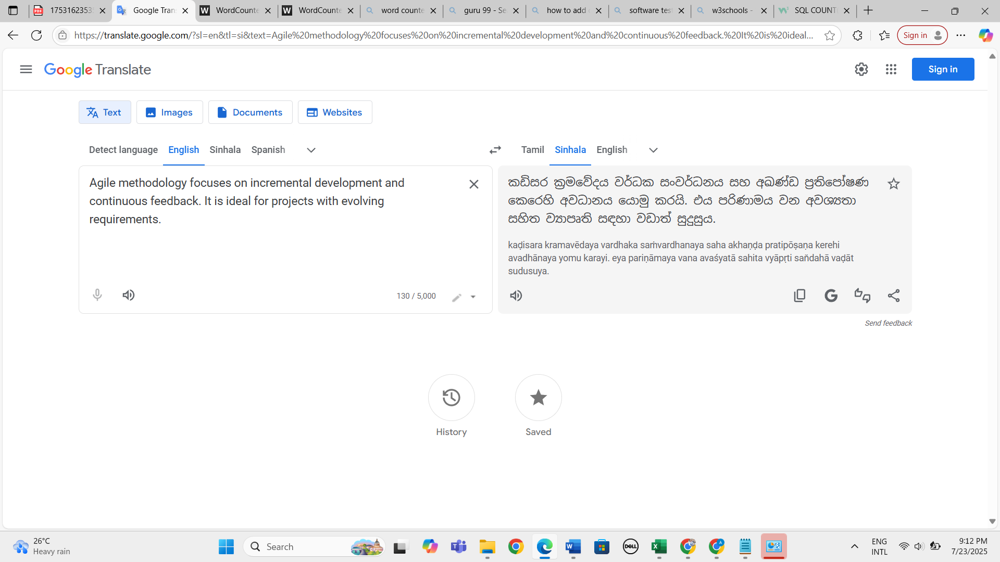 1753162353
Google Tran
WordCounte
WordCounte
word counte
guru 99 - Se
how to add
software test
w3schools -
SQL COUNT
https://translate.google.com/?sl=en&tl=si&text=Agile%20methodology%20focuses%20on%20incremental%20development%20and%20continuous%20feedback.%20It%20is%20ideal...
Sign in
Google Translate
Sign in
Text
Images
Documents
Websites
Detect language
English
Sinhala
Spanish
Tamil
Sinhala
English
Agile methodology focuses on incremental development and
continuous feedback. It is ideal for projects with evolving
requirements.
130 / 5,000
කඩිසර ක්‍රමවේදය වර්ධක සංවර්ධනය සහ අඛණ්ඩ ප්‍රතිපෝෂණ
කෙරෙහි අවධානය යොමු කරයි. එය පරිණාමය වන අවශ්‍යතා
සහිත ව්‍යාපෘති සඳහා වඩාත් සුදුසුය.
kaḍisara kramavēdaya vardhaka saṁvardhanaya saha akhaṇḍa pratipōṣaṇa kerehi
avadhānaya yomu karayi. eya pariṇāmaya vana avaśyatā sahita vyāpṛti san̆dahā vaḍāt
sudusuya.
Send feedback
History
Saved
26°C
Heavy rain
Search
DELL
ENG
INTL
9:12 PM
7/23/2025